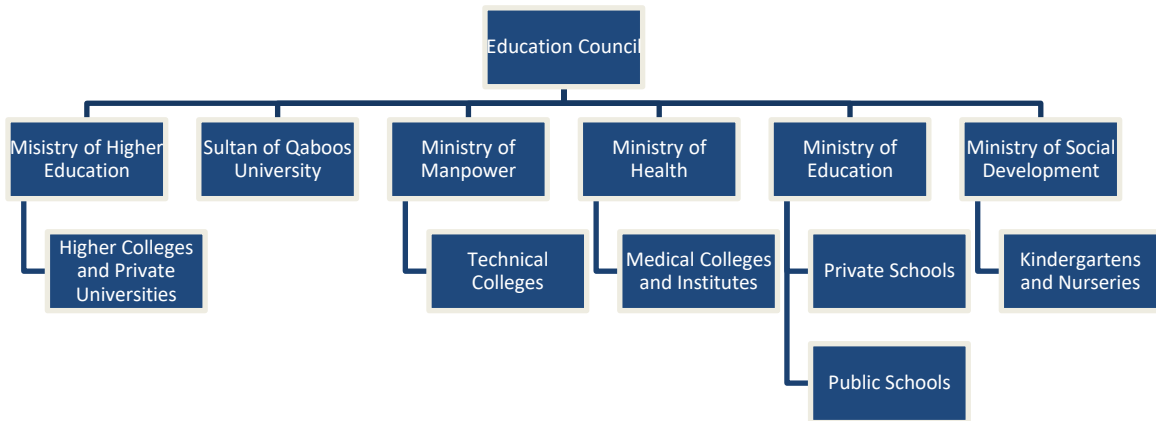 Education Council
Misistry of Higher
Education
Sultan of Qaboos
University
Ministry of
Manpower
Ministry of
Health
Ministry of
Education
Ministry of Social
Development
Higher Colleges
and Private
Universities
Technical
Colleges
Medical Colleges
and Institutes
Private Schools
Kindergartens
and Nurseries
Public Schools